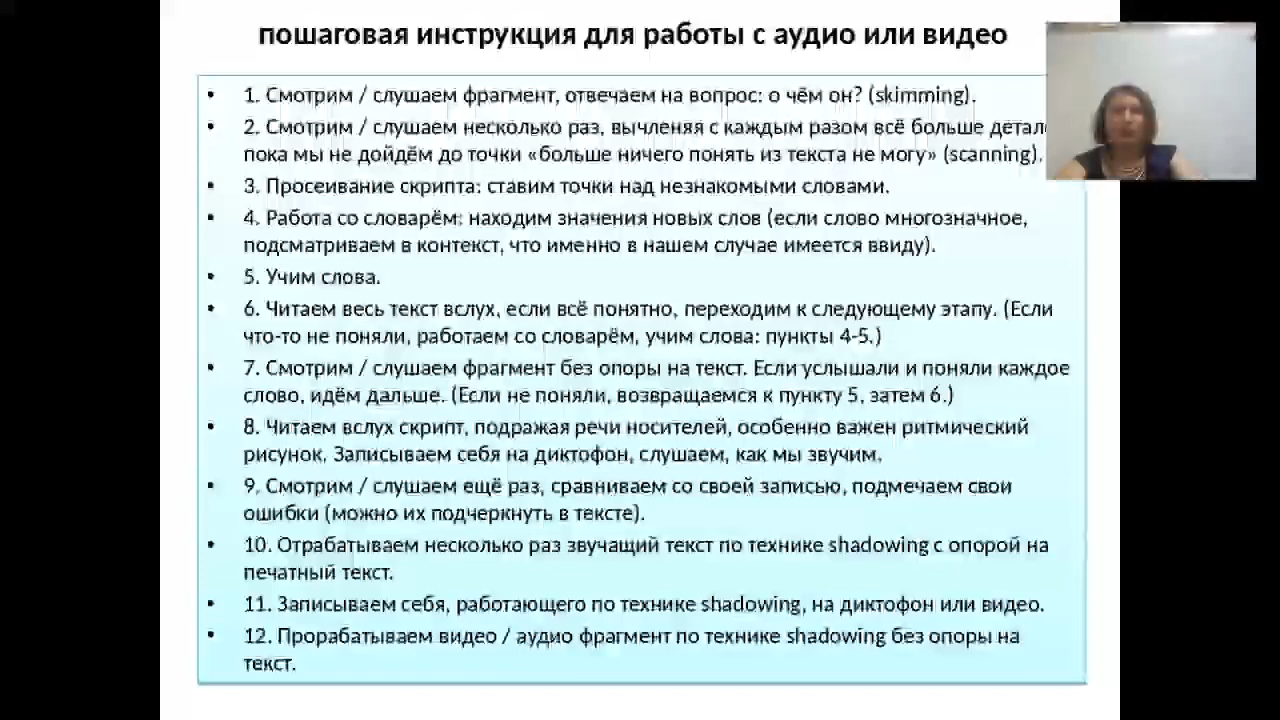 пошаговая инструкция для работы с аудио или видео
• 1. Смотрим / слушаем фрагмент, отвечаем на вопрос: о чём он? (skimming).
• 2. Смотрим / слушаем несколько раз, вычленяя с каждым разом всё больше
пока мы не дойдём до точки «больше ничего понять из текста не могу» (scanning).
• 3. Просеивание скрипта: ставим точки над незнакомыми словами.
• 4. Работа со словарём: находим значения новых слов (если слово многозначное,
подсматриваем в контекст, что именно в нашем случае имеется ввиду).
• 5. Учим слова.
• 6. Читаем весь текст вслух, если всё понятно, переходим к следующему этапу. (Если
что-то не поняли, работаем со словарём, учим слова: пункты 4-5.)
• 7. Смотрим / слушаем фрагмент без опоры на текст. Если услышали и поняли каждое
слово, идём дальше. (Если не поняли, возвращаемся к пункту 5, затем 6.)
• 8. Читаем вслух скрипт, подражая речи носителей, особенно важен ритмический
рисунок. Записываем себя на диктофон, слушаем, как мы звучим.
• 9. Смотрим / слушаем ещё раз, сравниваем со своей записью, подмечаем свои
ошибки (можно их подчеркнуть в тексте).
• 10. Отрабатываем несколько раз звучащий текст по технике shadowing с опорой на
печатный текст.
• 11. Записываем себя, работающего по технике shadowing, на диктофон или видео.
• 12. Прорабатываем видео / аудио фрагмент по технике shadowing без опоры на
текст.